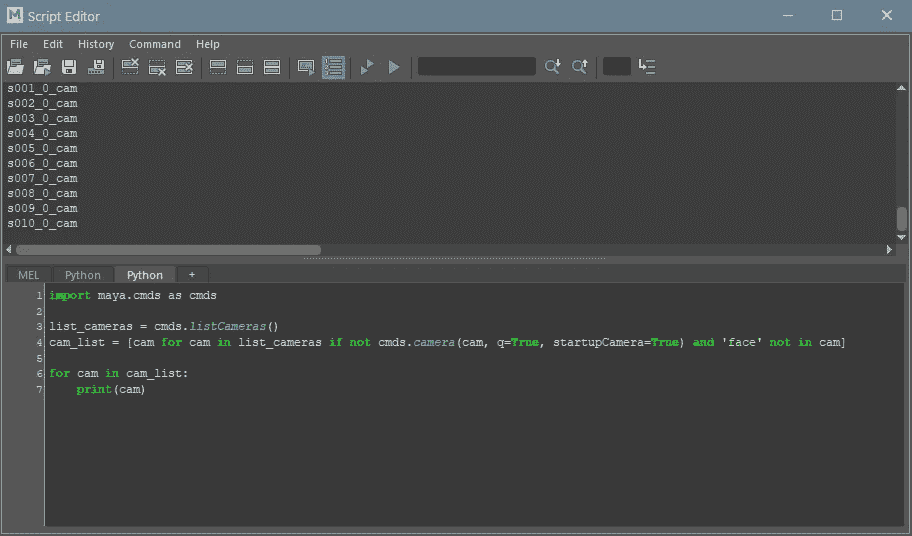 M Script Editor
File Edit History Command Help
s001_0_cam
s002_0_cam
s003_0_cam
s004_0_cam
s005_0_cam
s006_0_cam
s007_0_cam
s008_0_cam
s009_0_cam
s010_0_cam
MEL Python Python +
1 import maya.cmds as cmds
2
3 list_cameras = cmds.listCameras()
4 cam_list = [cam for cam in list_cameras if not cmds.camera(cam, q=True, startupCamera=True) and 'face' not in cam]
5
6 for cam in cam_list:
7     print(cam)